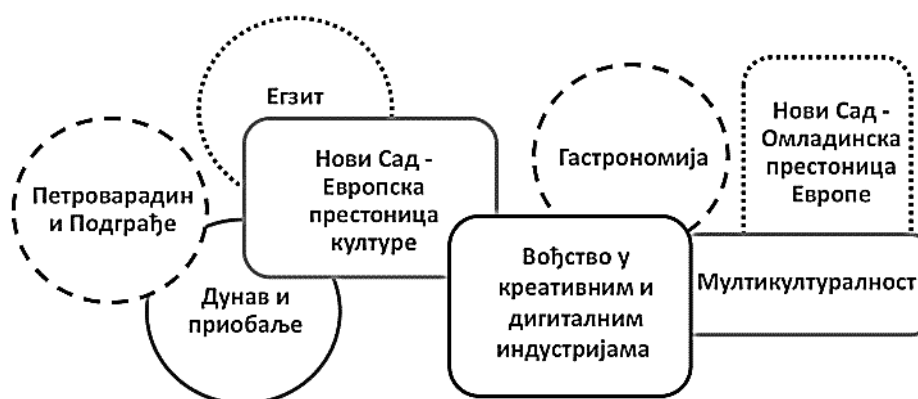 Егзит
Петроварадин
и Подграђе
Нови Сад -
Европска
престоница
културе
Дунав и
приобаље
Гастрономија
Нови Сад -
Омладинска
престоница
Европе
Вођство у
креативним и
дигиталним
индустријама
Мултикултуралност